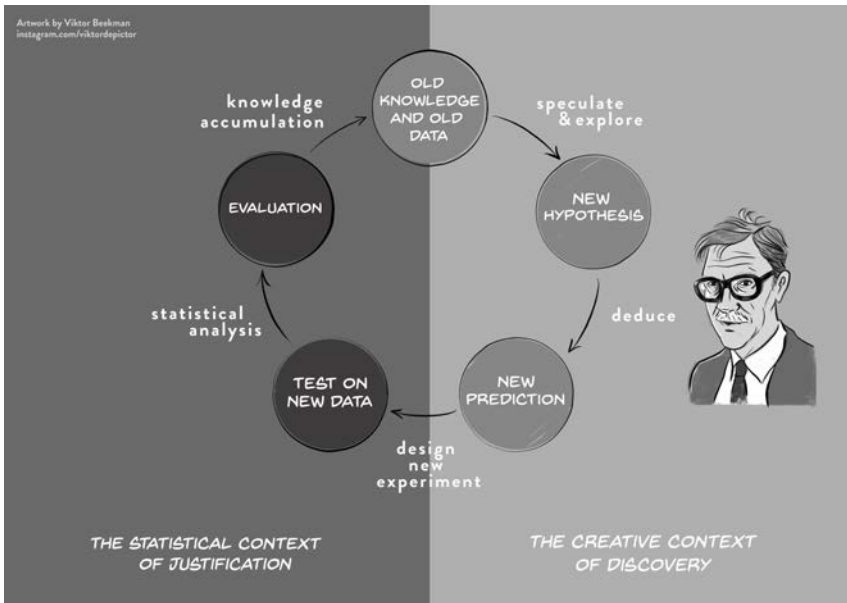 Artwork by Viktor Beekman
instagram.com/viktordepictor
OLD
KNOWLEDGE
AND OLD
DATA
speculate
& explore
NEW
HYPOTHESIS
deduce
NEW
PREDICTION
design
new
experiment
TEST ON
NEW DATA
statistical
analysis
EVALUATION
knowledge
accumulation
THE STATISTICAL CONTEXT
OF JUSTIFICATION
THE CREATIVE CONTEXT
OF DISCOVERY